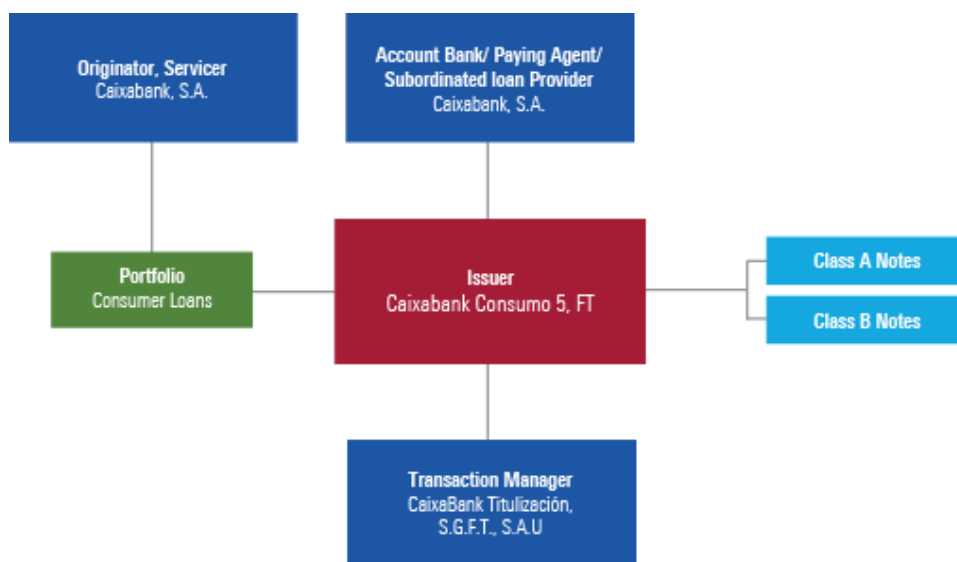 Originator, Servicer
Caixabank, S.A.
Account Bank/ Paying Agent/
Subordinated loan Provider
Caixabank, S.A.
Portfolio
Consumer Loans
Issuer
Caixabank Consumo 5, FT
Class A Notes
Class B Notes
Transaction Manager
CaixaBank Titulización,
S.G.F.T., S.A.U